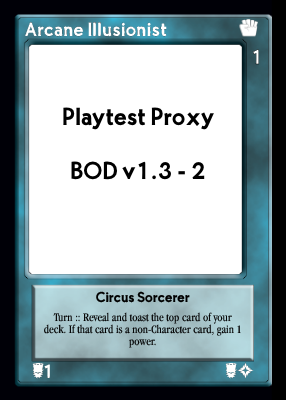 Arcane Illusionist
1
Playtest Proxy
BOD v1.3 - 2
Circus Sorcerer
Turn :: Reveal and toast the top card of your
deck. If that card is a non-Character card, gain 1
power.
1